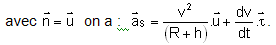 avec n⃗ = u⃗ on a : a⃗s = v²/(R + h) .u⃗ + dv/dt .τ⃗ .